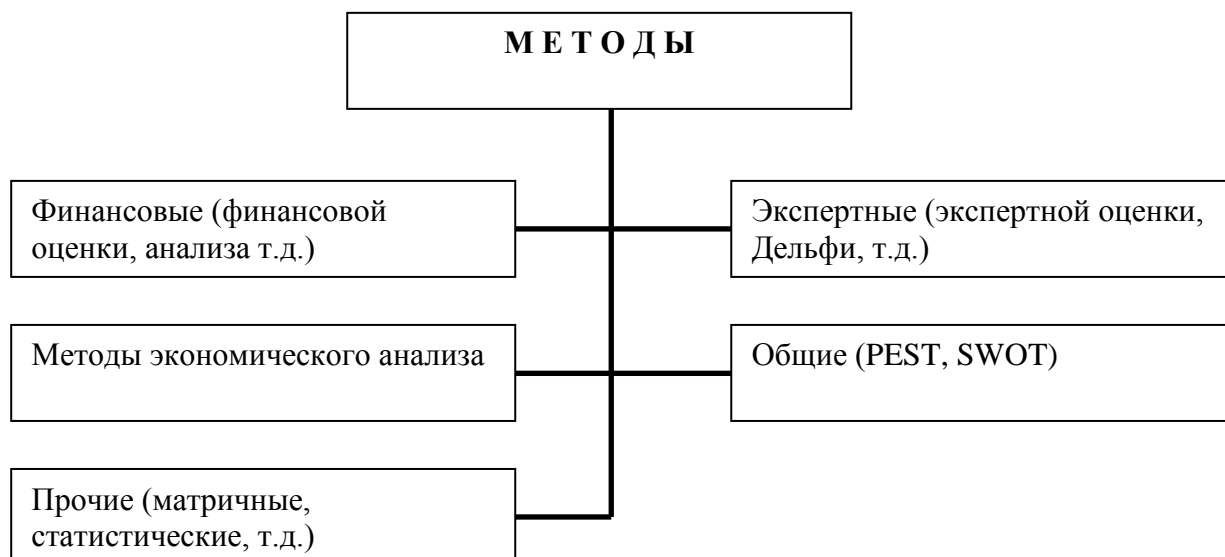 М Е Т О Д Ы
Финансовые (финансовой
оценки, анализа т.д.)
Экспертные (экспертной оценки,
Дельфи, т.д.)
Методы экономического анализа
Общие (PEST, SWOT)
Прочие (матричные,
статистические, т.д.)